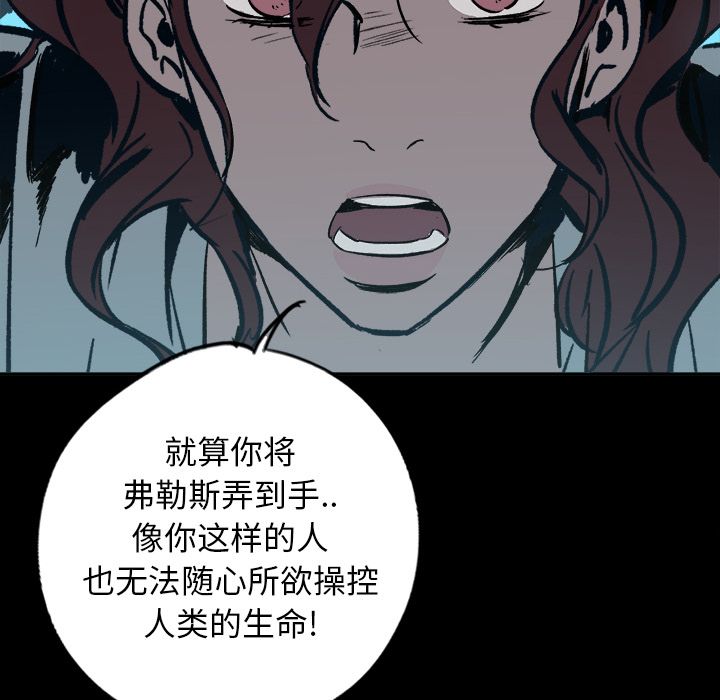 就算你将
弗勒斯弄到手..
像你这样的人
也无法随心所欲操控
人类的生命!